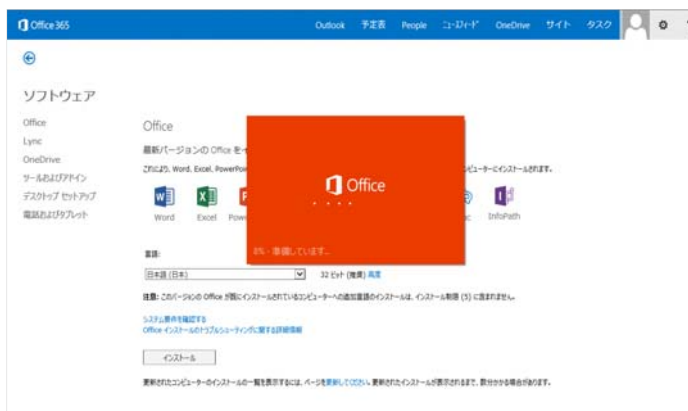 Office 365
Outlook 予定表 People ニュースフィード OneDrive サイト タスク
ソフトウェア
Office
Lync
OneDrive
ツールおよびアドイン
デスクトップ セットアップ
電話およびタブレット
Office
最新バージョンの Office を
これにより、Word、Excel、PowerPoi
ピューターにインストールされます。
Word Excel Pow
InfoPath
Office
準備しています...
言語:
日本語 (日本)
32 ビット (推奨) 高度
注意: このバージョンの Office が既にインストールされているコンピューターへの追加言語のインストールは、インストール制限 (5) に含まれません。
システム要件を確認する
Office インストールのトラブルシューティングに関する詳細情報
インストール
更新されたコンピューターのインストールの一覧を表示するには、ページを更新してください。更新されたインストールが表示されるまで、数分かかる場合があります。